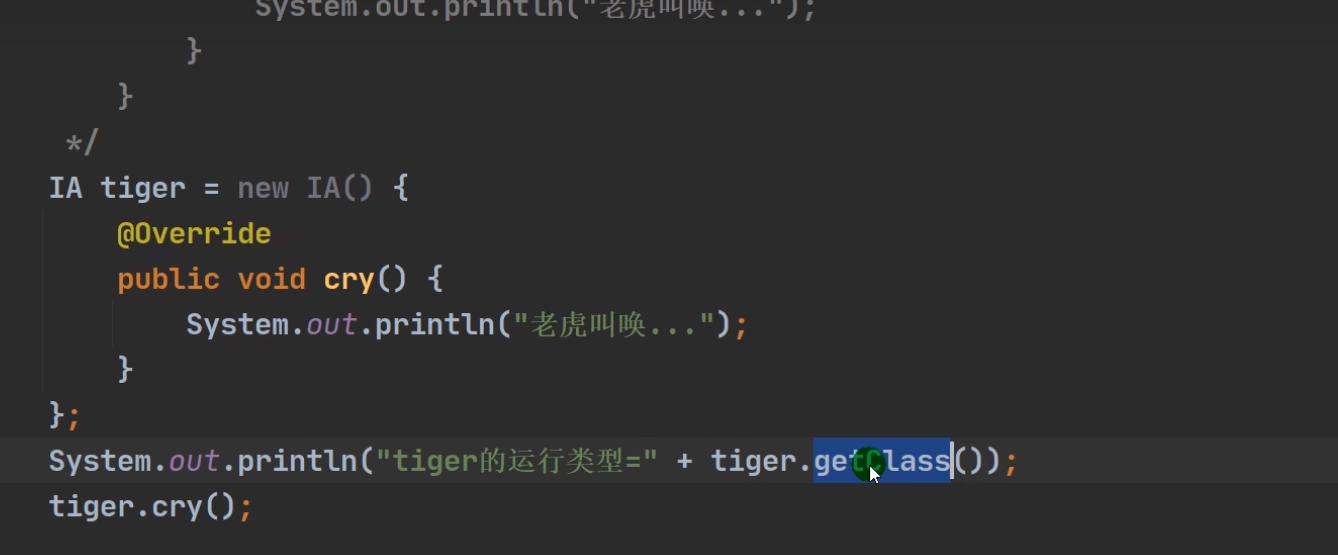 System.out.println("老虎叫唤...");
}
}
*/
IA tiger = new IA() {
@Override
public void cry() {
System.out.println("老虎叫唤...");
}
};
System.out.println("tiger的运行类型=" + tiger.getClass());
tiger.cry();